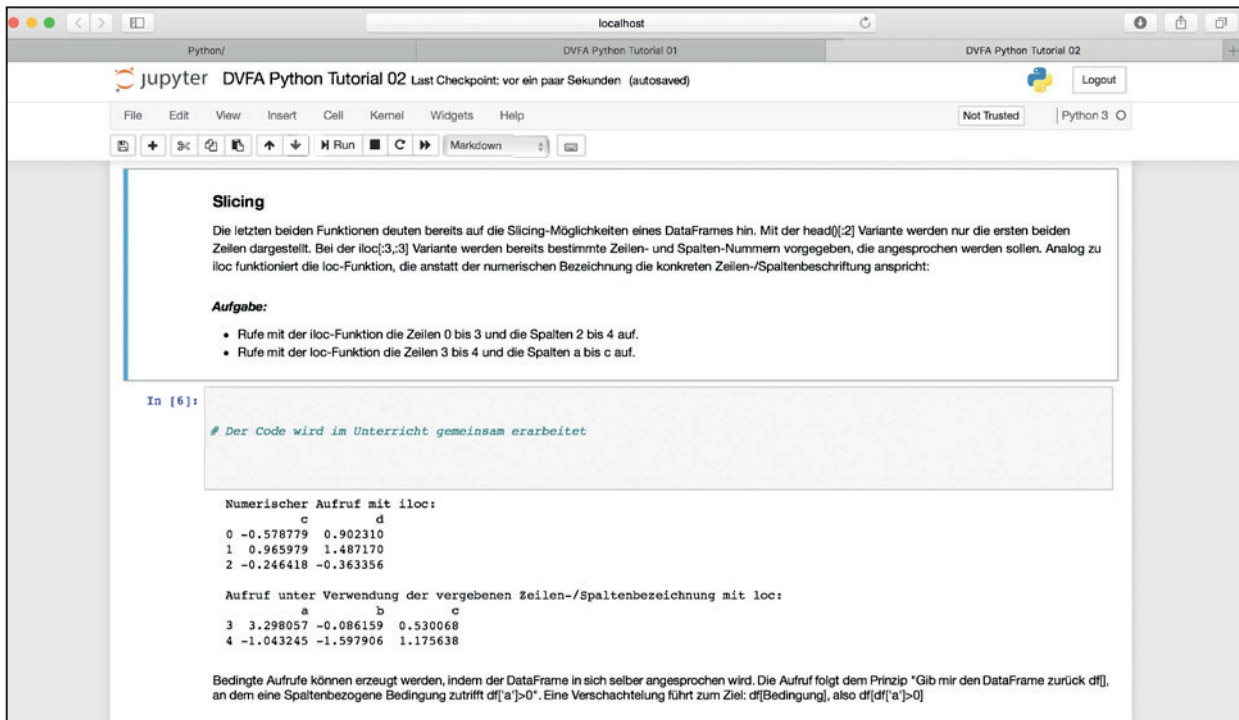 localhost
Python/
DVFA Python Tutorial 01
DVFA Python Tutorial 02
jupyter DVFA Python Tutorial 02 Last Checkpoint: vor ein paar Sekunden (autosaved)
Logout
File Edit View Insert Cell Kernel Widgets Help
Not Trusted
Python 3
Run
Markdown
Slicing
Die letzten beiden Funktionen deuten bereits auf die Slicing-Möglichkeiten eines DataFrames hin. Mit der head()[:2] Variante werden nur die ersten beiden
Zeilen dargestellt. Bei der iloc[:3,:3] Variante werden bereits bestimmte Zeilen- und Spalten-Nummern vorgegeben, die angesprochen werden sollen. Analog zu
iloc funktioniert die loc-Funktion, die anstatt der numerischen Bezeichnung die konkreten Zeilen-/Spaltenbeschriftung anspricht:
Aufgabe:
• Rufe mit der iloc-Funktion die Zeilen 0 bis 3 und die Spalten 2 bis 4 auf.
• Rufe mit der loc-Funktion die Zeilen 3 bis 4 und die Spalten a bis c auf.
In [6]:
# Der Code wird im Unterricht gemeinsam erarbeitet
Numerischer Aufruf mit iloc:
c d
0 -0.578779 0.902310
1 0.965979 1.487170
2 -0.246418 -0.363356
Aufruf unter Verwendung der vergebenen Zeilen-/Spaltenbezeichnung mit loc:
a b c
3 3.298057 -0.086159 0.530068
4 -1.043245 -1.597906 1.175638
Bedingte Aufrufe können erzeugt werden, indem der DataFrame in sich selber angesprochen wird. Die Aufruf folgt dem Prinzip "Gib mir den DataFrame zurück df[],
an dem eine Spaltenbezogene Bedingung zutrifft df['a']>0". Eine Verschachtelung führt zum Ziel: df[Bedingung], also df[df['a']>0]